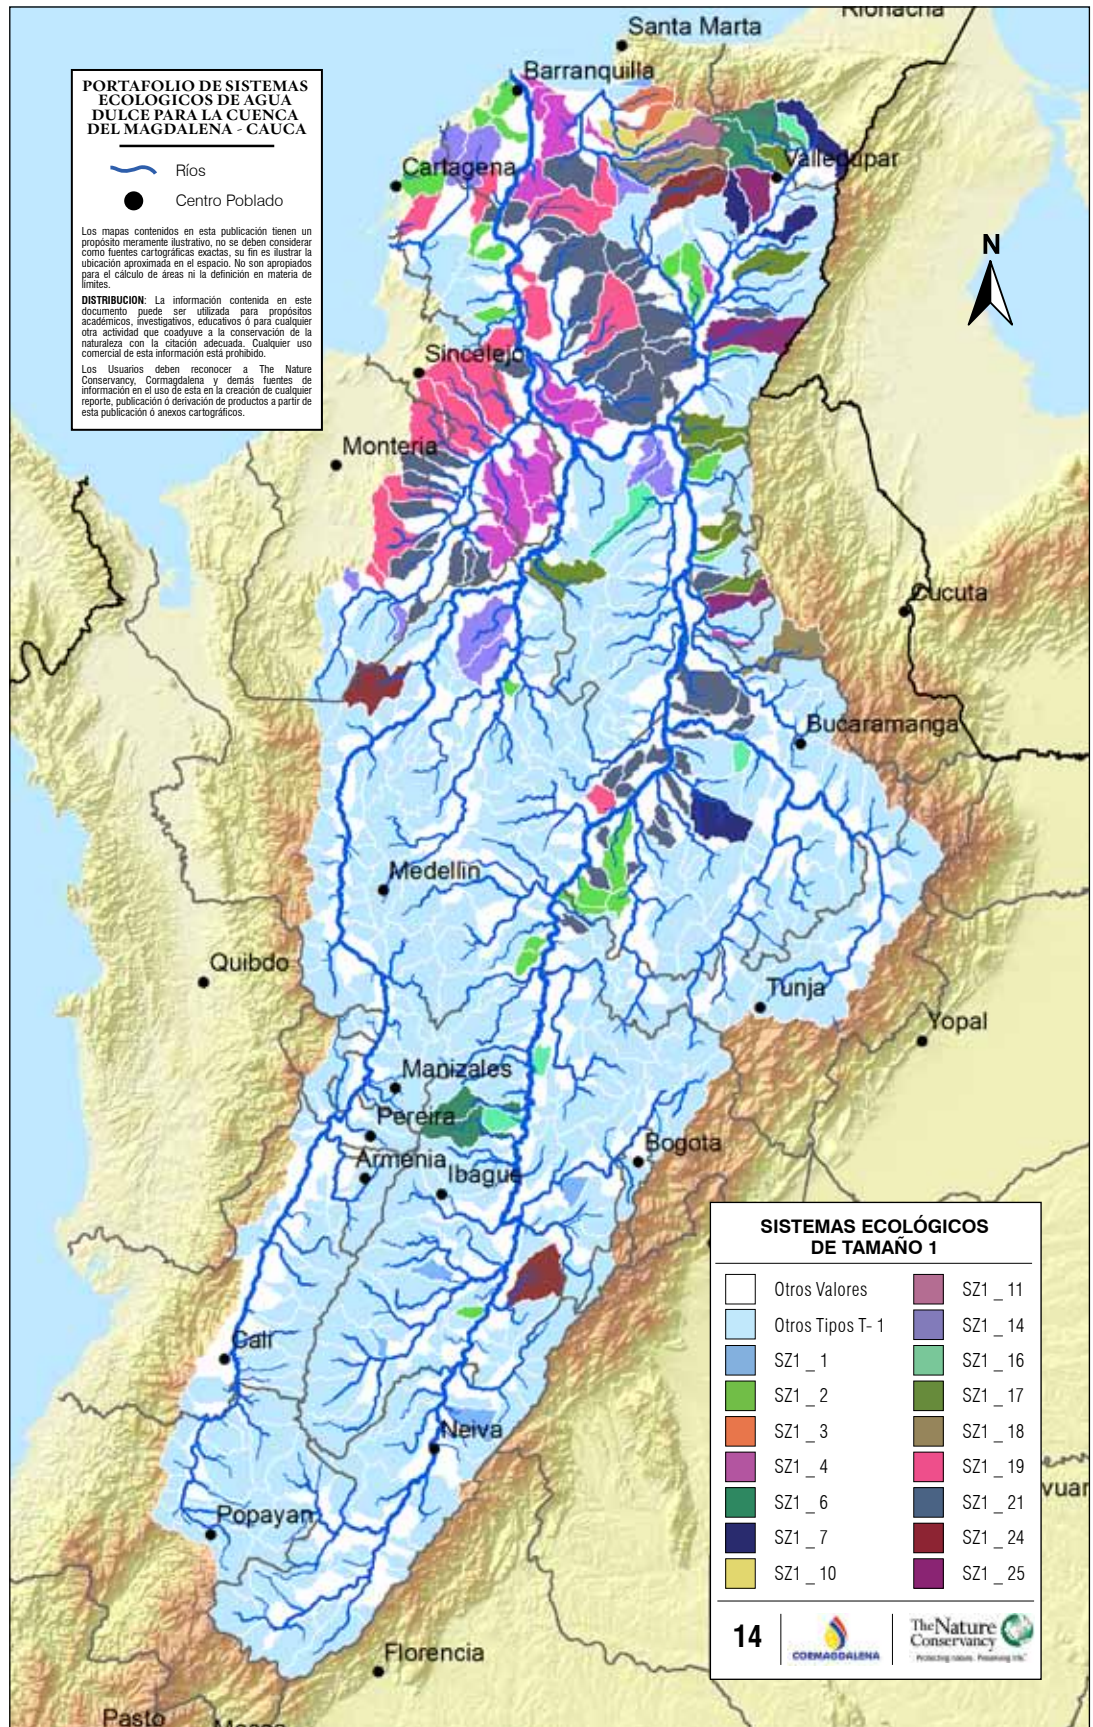 Riohacha
Santa Marta
Barranquilla
PORTAFOLIO DE SISTEMAS
ECOLOGICOS DE AGUA
DULCE PARA LA CUENCA
DEL MAGDALENA - CAUCA
Ríos
Centro Poblado
Los mapas contenidos en esta publicación tienen un
propósito meramente ilustrativo, no se deben considerar
como fuentes cartográficas exactas, su fin es ilustrar la
ubicación aproximada en el espacio. No son apropiados
para el cálculo de áreas ni la definición en materia de
límites.
DISTRIBUCION: La información contenida en este
documento puede ser utilizada para propósitos
académicos, investigativos, educativos ó para cualquier
otra actividad que coadyuve a la conservación de la
naturaleza con la citación adecuada. Cualquier uso
comercial de esta información está prohibido.
Los Usuarios deben reconocer a The Nature
Conservancy, Cormagdalena y demás fuentes de
información en el uso de esta en la creación de cualquier
reporte, publicación ó derivación de productos a partir de
esta publicación ó anexos cartográficos.
Cartagena
Valledupar
N
Sincelejo
Monteria
Cucuta
Bucaramanga
Medellin
Quibdo
Tunja
Yopal
Manizales
Pereira
Armenia
Ibague
Bogota
Cali
Neiva
Popayan
Florencia
Pasto
SISTEMAS ECOLÓGICOS
DE TAMAÑO 1
Otros Valores
Otros Tipos T- 1
SZ1 _ 1
SZ1 _ 2
SZ1 _ 3
SZ1 _ 4
SZ1 _ 6
SZ1 _ 7
SZ1 _ 10
SZ1 _ 11
SZ1 _ 14
SZ1 _ 16
SZ1 _ 17
SZ1 _ 18
SZ1 _ 19
SZ1 _ 21
SZ1 _ 24
SZ1 _ 25
14
CORMAGDALENA
The Nature
Conservancy
Protecting nature. Preserving life.